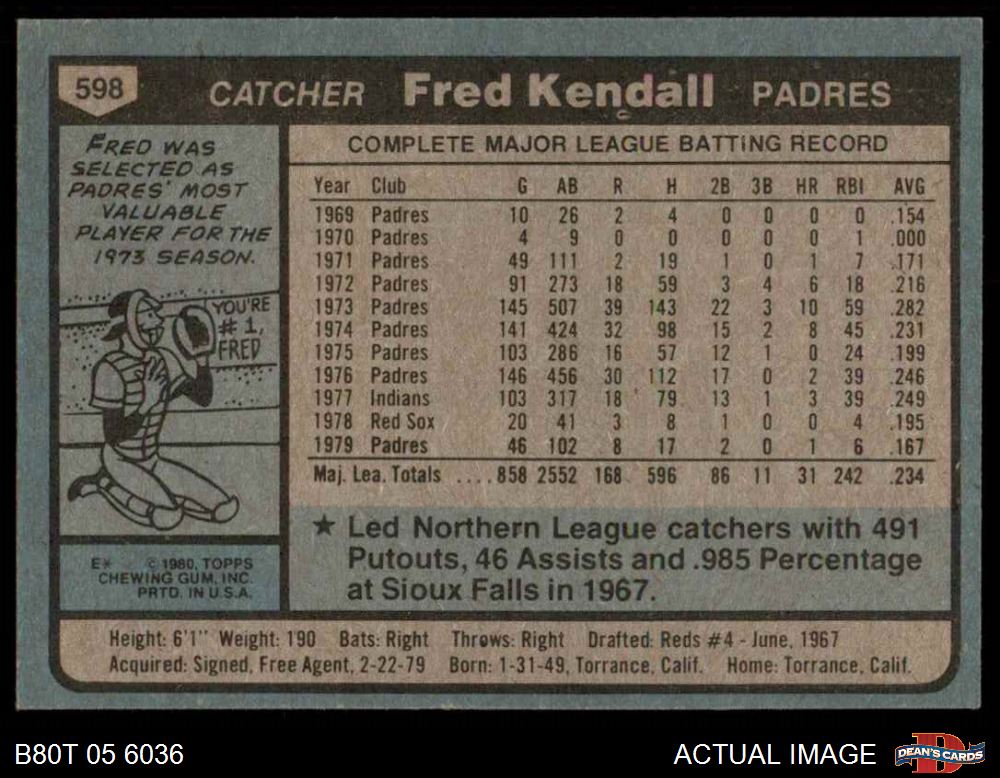 598 CATCHER Fred Kendall PADRES
FRED WAS
SELECTED AS
PADRES' MOST
VALUABLE
PLAYER FOR THE
1973 SEASON.
YOU'RE
#1,
FRED
E* © 1980, TOPPS
CHEWING GUM, INC.
PRTD. IN U.S.A.
COMPLETE MAJOR LEAGUE BATTING RECORD
Year Club G AB R H 2B 3B HR RBI AVG
1969 Padres 10 26 2 4 0 0 0 0 .154
1970 Padres 4 9 0 0 0 0 0 1 .000
1971 Padres 49 111 2 19 1 0 1 7 .171
1972 Padres 91 273 18 59 3 4 6 18 .216
1973 Padres 145 507 39 143 22 3 10 59 .282
1974 Padres 141 424 32 98 15 2 8 45 .231
1975 Padres 103 286 16 57 12 1 0 24 .199
1976 Padres 146 456 30 112 17 0 2 39 .246
1977 Indians 103 317 18 79 13 1 3 39 .249
1978 Red Sox 20 41 3 8 1 0 0 4 .195
1979 Padres 46 102 8 17 2 0 1 6 .167
Maj. Lea. Totals ....858 2552 168 596 86 11 31 242 .234
★ Led Northern League catchers with 491
Putouts, 46 Assists and .985 Percentage
at Sioux Falls in 1967.
Height: 6'1" Weight: 190 Bats: Right Throws: Right Drafted: Reds #4 - June, 1967
Acquired: Signed, Free Agent, 2-22-79 Born: 1-31-49, Torrance, Calif. Home: Torrance, Calif.
B80T 05 6036 ACTUAL IMAGE D DEAN'S CARDS